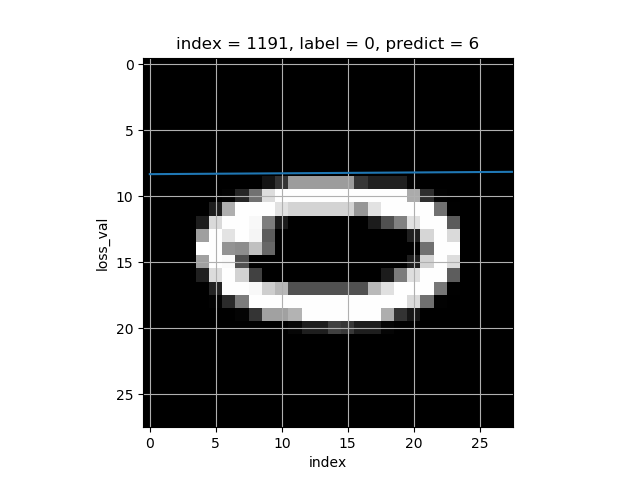 index = 1191, label = 0, predict = 6
0
5
10
15
20
25
loss_val
0 5 10 15 20 25
index